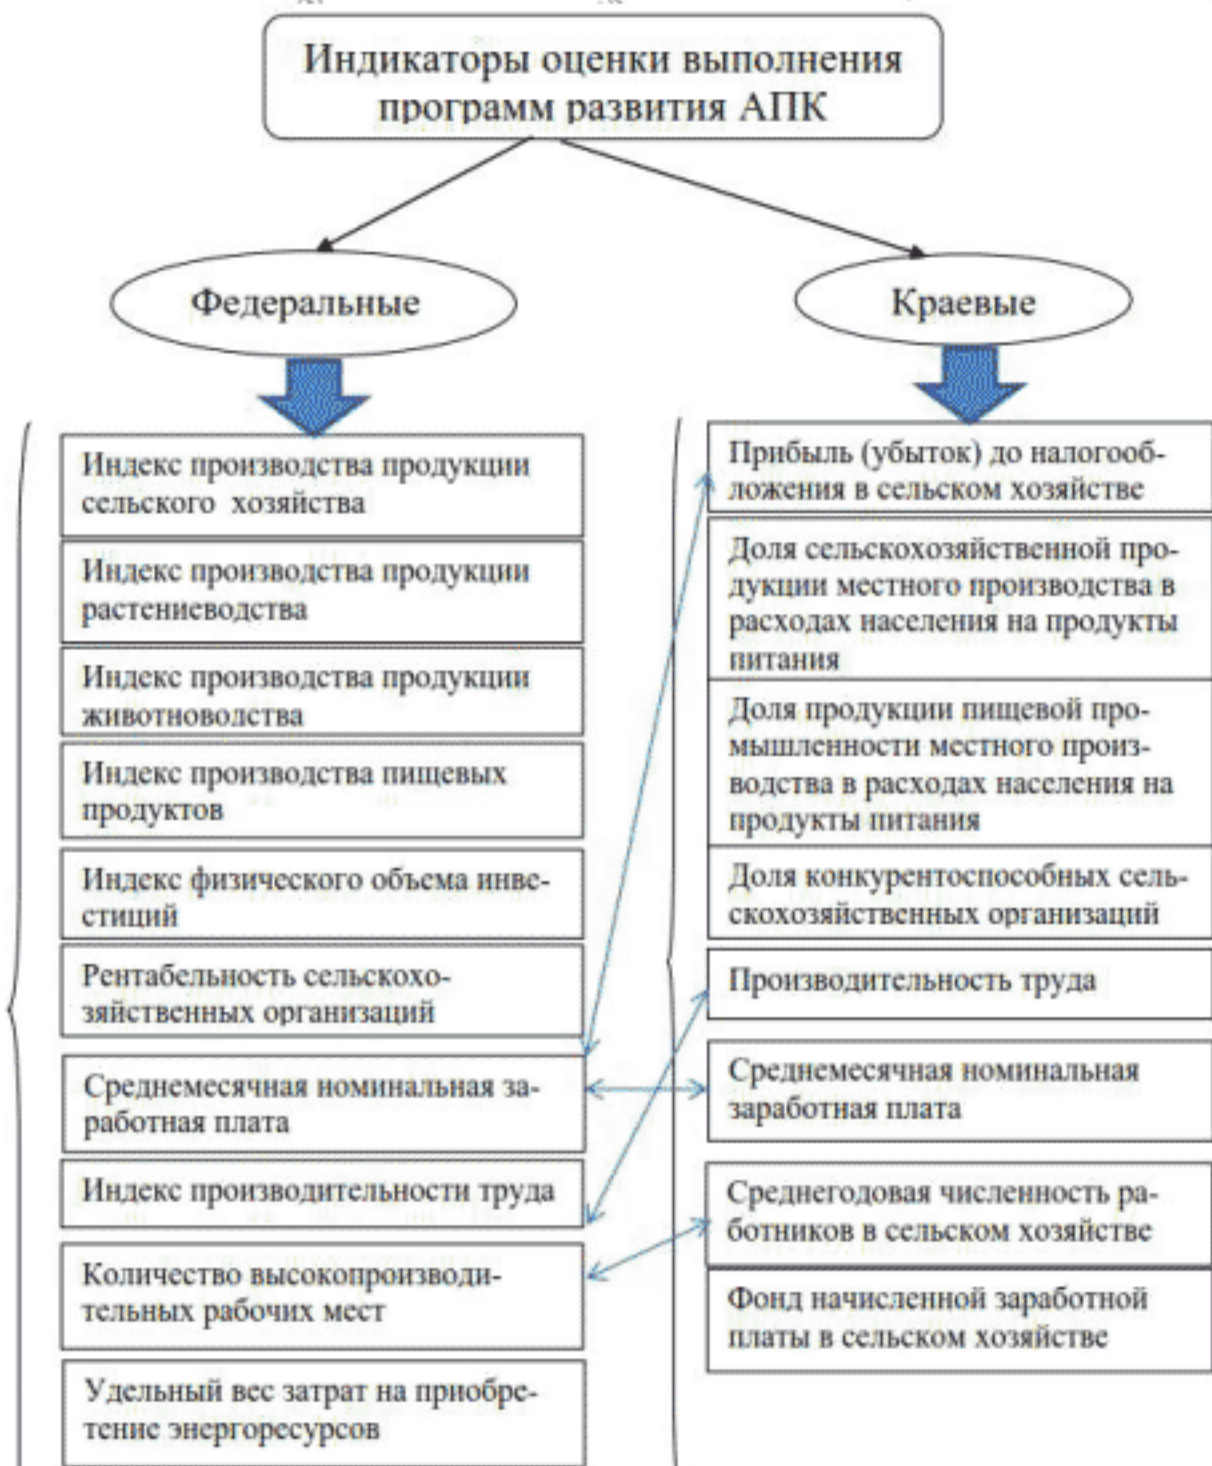 Индикаторы оценки выполнения
программ развития АПК
Федеральные
Краевые
Индекс производства продукции
сельского хозяйства
Индекс производства продукции
растениеводства
Индекс производства продукции
животноводства
Индекс производства пищевых
продуктов
Индекс физического объема инве-
стиций
Рентабельность сельскохо-
зяйственных организаций
Среднемесячная номинальная за-
работная плата
Индекс производительности труда
Количество высокопроизводи-
тельных рабочих мест
Удельный вес затрат на приобре-
тение энергоресурсов
Прибыль (убыток) до налогооб-
ложения в сельском хозяйстве
Доля сельскохозяйственной про-
дукции местного производства в
расходах населения на продукты
питания
Доля продукции пищевой про-
мышленности местного произ-
водства в расходах населения на
продукты питания
Доля конкурентоспособных сель-
скохозяйственных организаций
Производительность труда
Среднемесячная номинальная
заработная плата
Среднегодовая численность ра-
ботников в сельском хозяйстве
Фонд начисленной заработной
платы в сельском хозяйстве